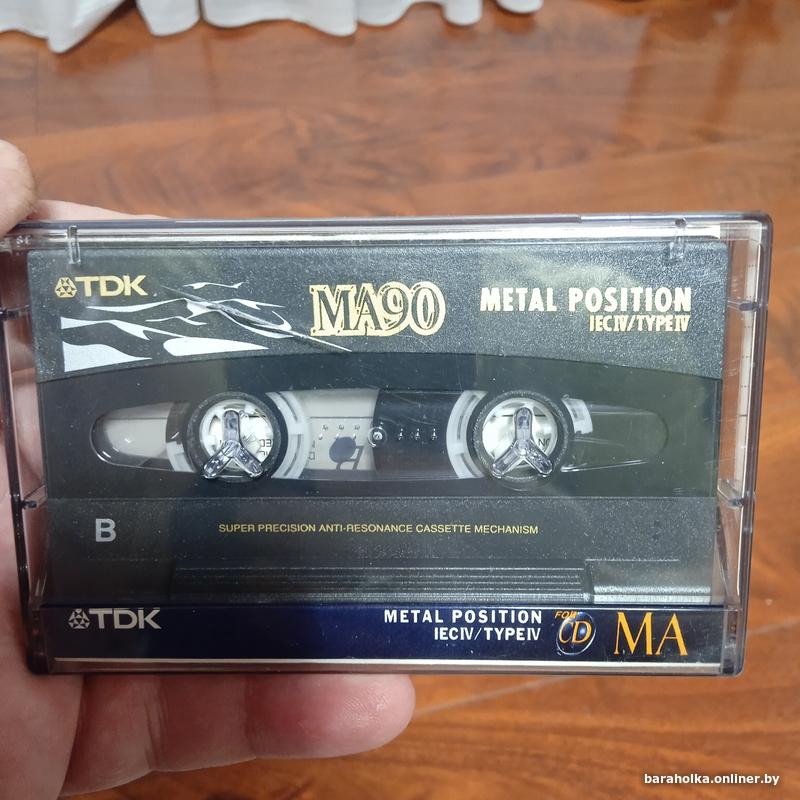 TDK
MA90
METAL POSITION
IECIV/TYPEIV
B
SUPER PRECISION ANTI-RESONANCE CASSETTE MECHANISM
TDK
METAL POSITION
IECIV/TYPEIV
FOR CD
MA
baraholka.onliner.by